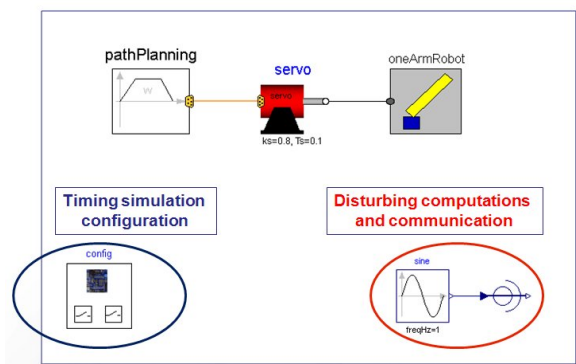 pathPlanning
servo
oneArmRobot
w
servo
ks=0.8, Ts=0.1
Timing simulation
configuration
Disturbing computations
and communication
config
sine
freqHz=1